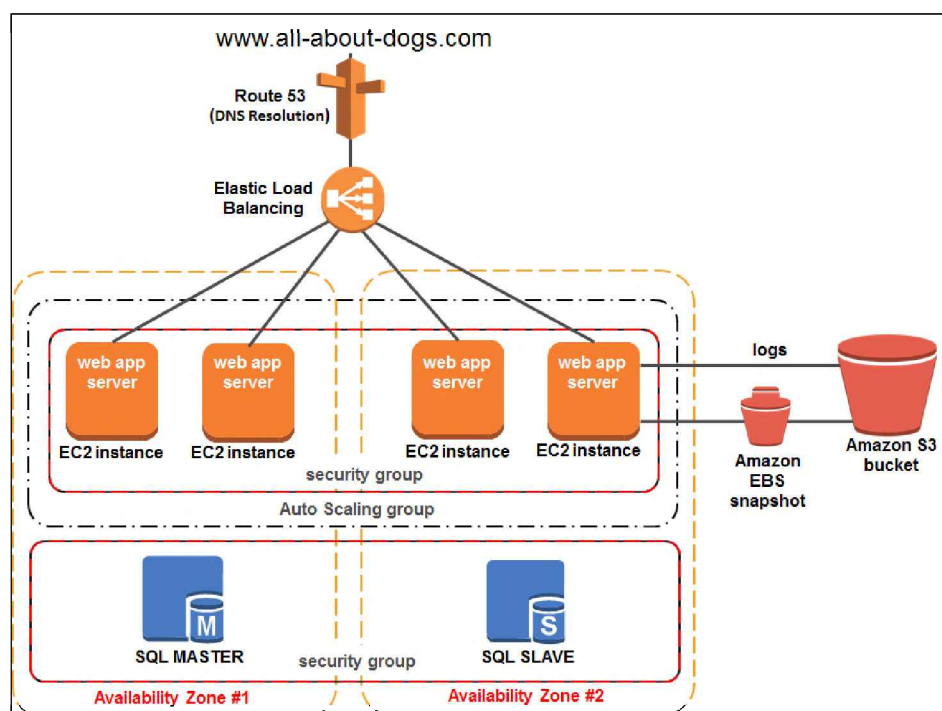 www.all-about-dogs.com
Route 53
(DNS Resolution)
Elastic Load
Balancing
web app
server
web app
server
web app
server
web app
server
EC2 instance
EC2 instance
EC2 instance
EC2 instance
logs
Amazon S3
bucket
Amazon
EBS
snapshot
security group
Auto Scaling group
M
S
SQL MASTER
SQL SLAVE
security group
Availability Zone #1
Availability Zone #2